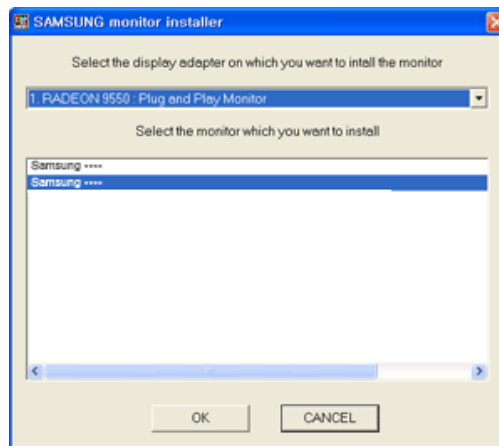 SAMSUNG monitor installer
Select the display adapter on which you want to intall the monitor
1. RADEON 9550 : Plug and Play Monitor
Select the monitor which you want to install
Samsung ----
Samsung ----
OK
CANCEL